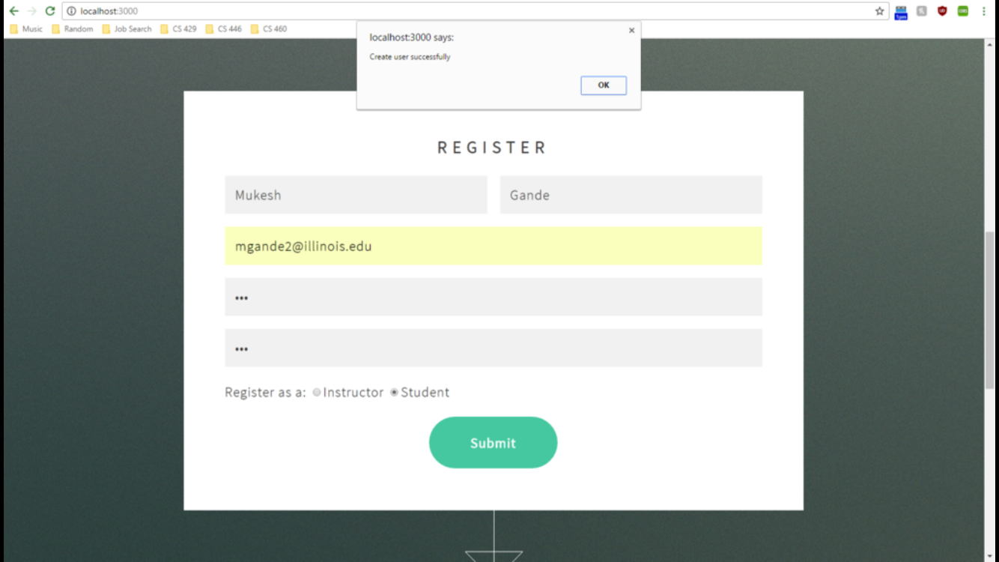 localhost:3000
Music Random Job Search CS 429 CS 446 CS 460
localhost:3000 says:
Create user successfully
OK
REGISTER
Mukesh Gande
mgande2@illinois.edu
•••
•••
Register as a: Instructor Student
Submit